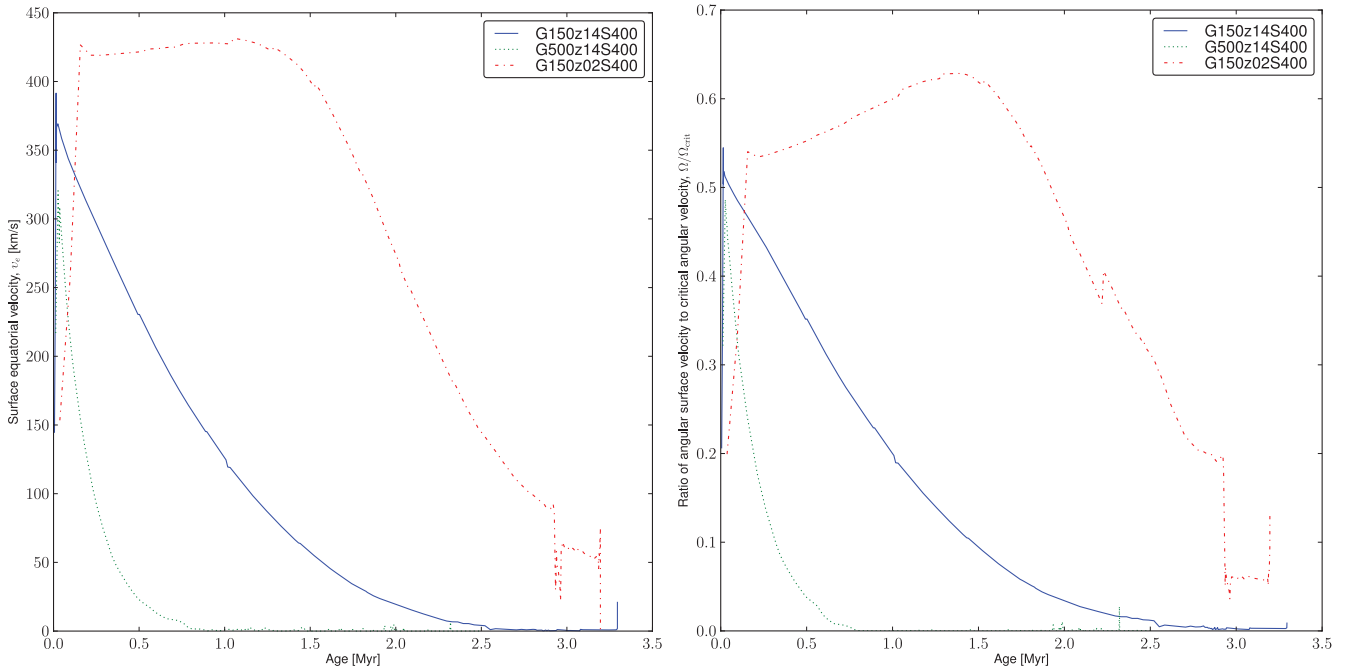 450
400
350
300
250
200
150
100
50
0
Surface equatorial velocity, υ_e [km/s]
G150z14S400
G500z14S400
G150z02S400
0.0 0.5 1.0 1.5 2.0 2.5 3.0 3.5
Age [Myr]
0.7
0.6
0.5
0.4
0.3
0.2
0.1
0.0
Ratio of angular surface velocity to critical angular velocity, Ω/Ω_crit
G150z14S400
G500z14S400
G150z02S400
0.0 0.5 1.0 1.5 2.0 2.5 3.0 3.5
Age [Myr]